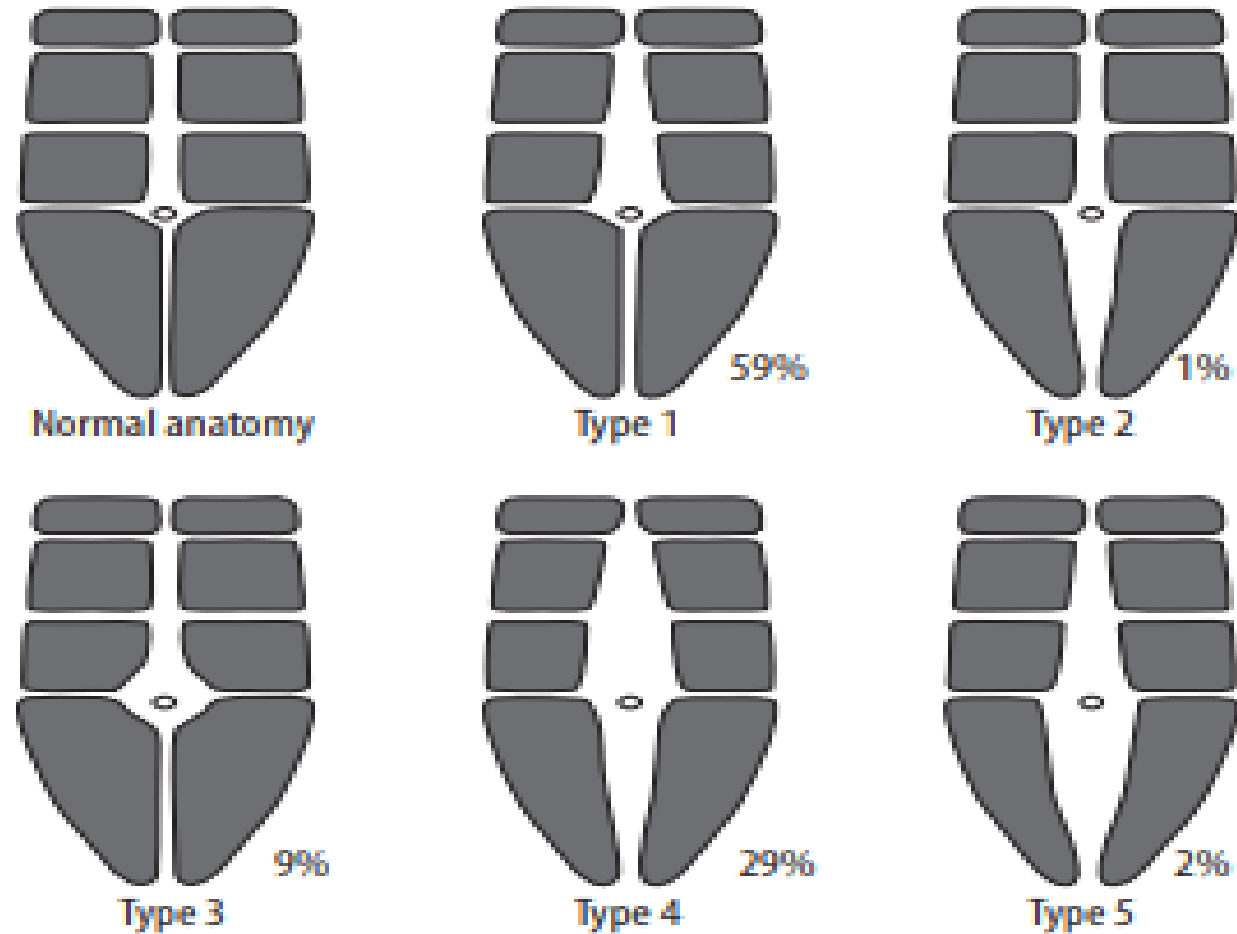 59%
1%
Normal anatomy
Type 1
Type 2
9%
29%
2%
Type 3
Type 4
Type 5